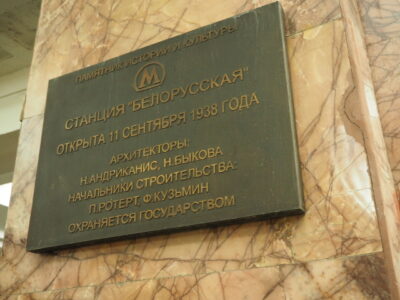 ПАМЯТНИК ИСТОРИИ И КУЛЬТУРЫ
М
СТАНЦИЯ "БЕЛОРУССКАЯ"
ОТКРЫТА 11 СЕНТЯБРЯ 1938 ГОДА
АРХИТЕКТОРЫ:
Н.АНДРИКАНИС, Н.БЫКОВА
НАЧАЛЬНИКИ СТРОИТЕЛЬСТВА:
П.РОТЕРТ, Ф.КУЗЬМИН
ОХРАНЯЕТСЯ ГОСУДАРСТВОМ